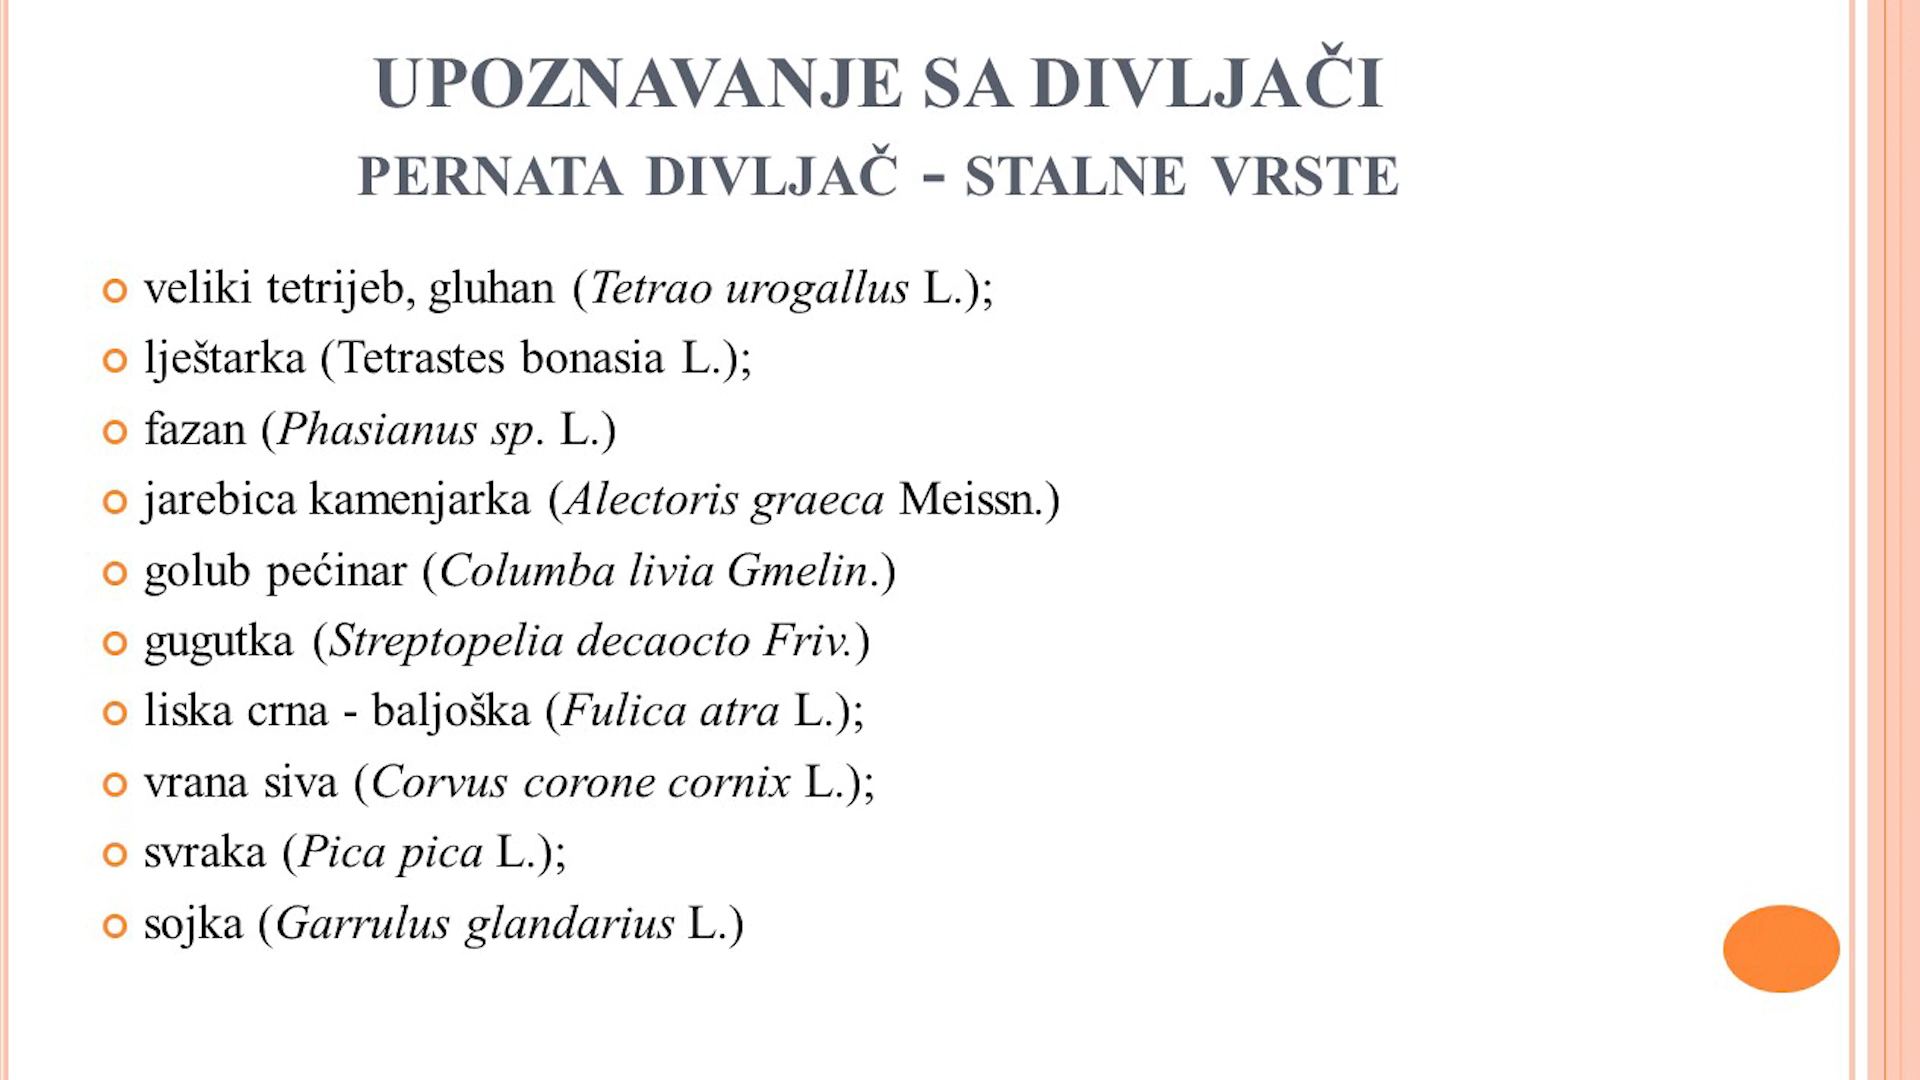 UPOZNAVANJE SA DIVLJAČI
PERNATA DIVLJAČ - STALNE VRSTE
veliki tetrijeb, gluhan (Tetrao urogallus L.);
lještarka (Tetrastes bonasia L.);
fazan (Phasianus sp. L.)
jarebica kamenjarka (Alectoris graeca Meissn.)
golub pećinar (Columba livia Gmelin.)
gugutka (Streptopelia decaocto Friv.)
liska crna - baljoška (Fulica atra L.);
vrana siva (Corvus corone cornix L.);
svraka (Pica pica L.);
sojka (Garrulus glandarius L.)